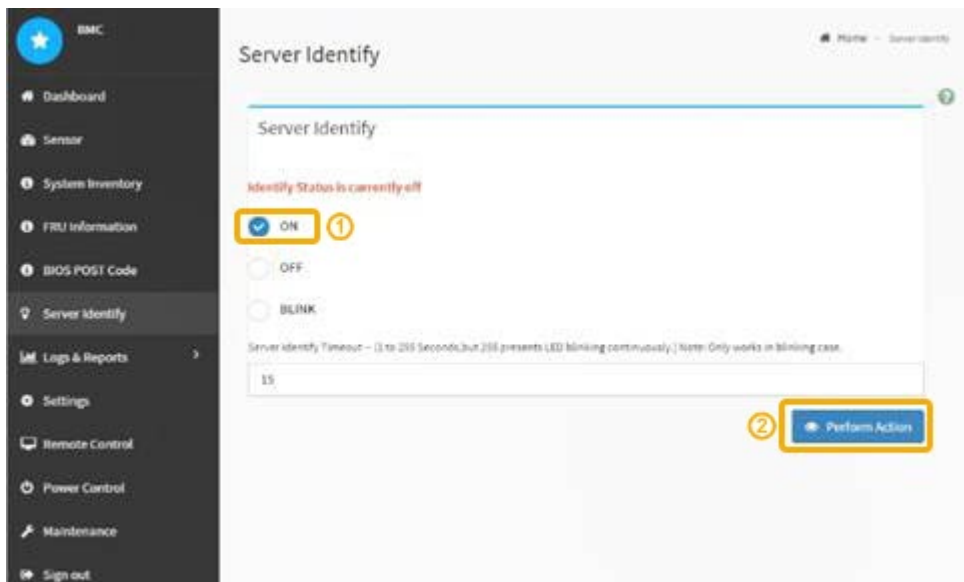 BMC
Dashboard
Sensor
System Inventory
FRU Information
BIOS POST Code
Server Identify
Logs & Reports
Settings
Remote Control
Power Control
Maintenance
Sign out
Home - Server Identify
Server Identify
Server Identify
Identify Status is currently off
ON
1
OFF
BLINK
Server Identify Timeout - (1 to 255 Seconds,but 255 presents LED blinking continuously.) Note: Only works in blinking case.
15
2
Perform Action